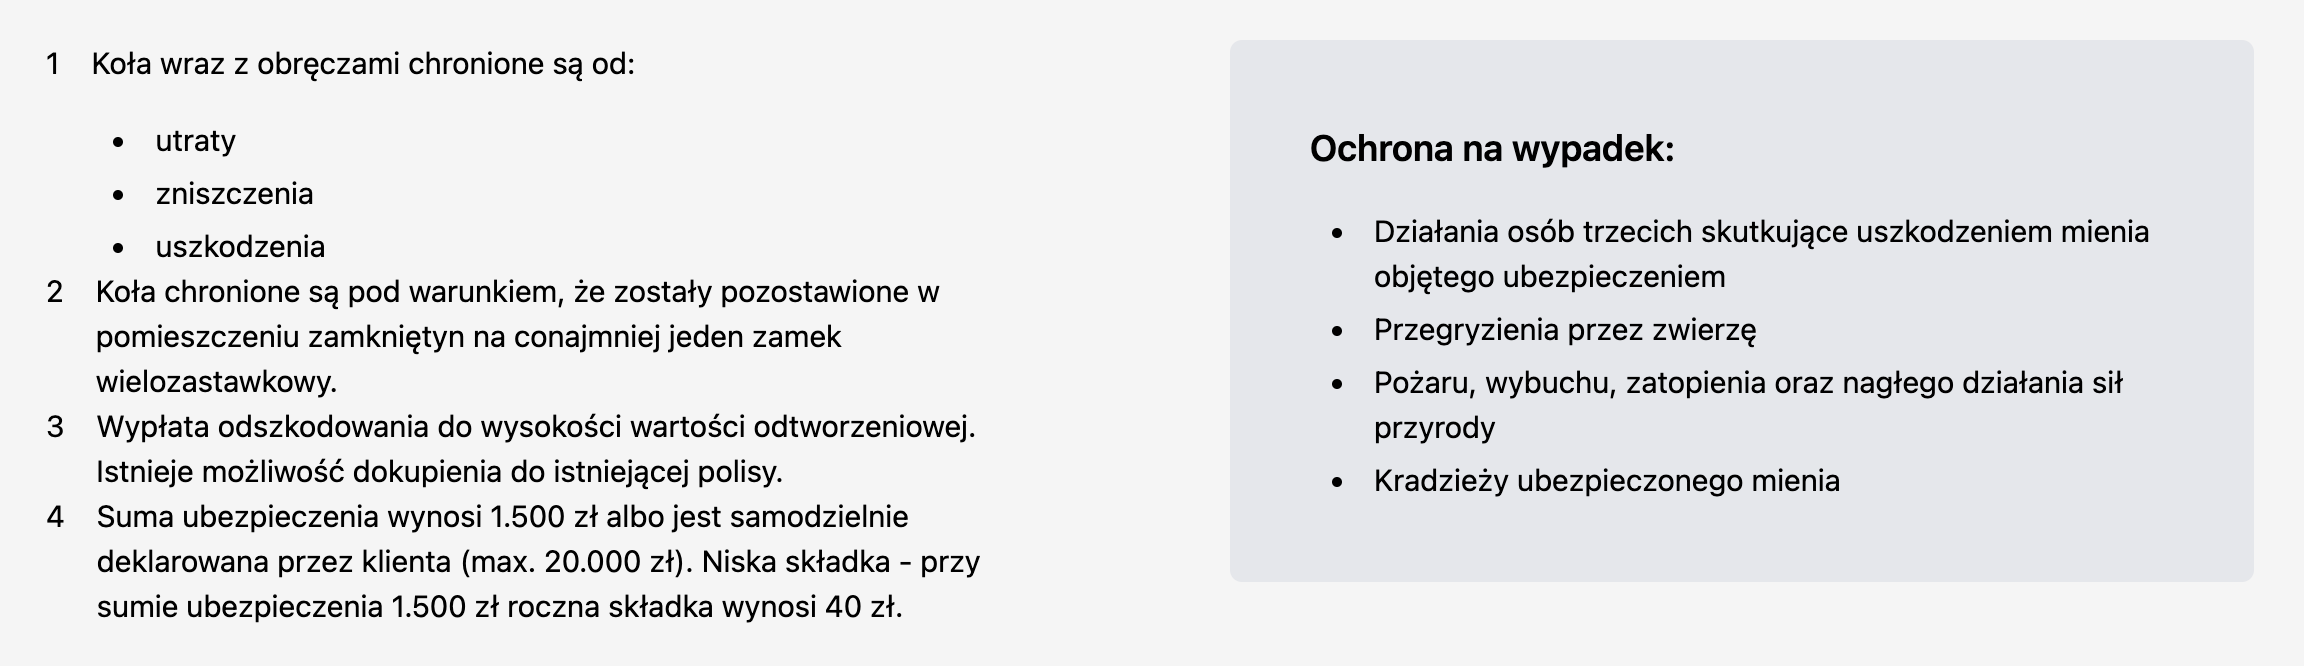 1 Koła wraz z obręczami chronione są od:
• utraty
• zniszczenia
• uszkodzenia
2 Koła chronione są pod warunkiem, że zostały pozostawione w
pomieszczeniu zamkniętyn na conajmniej jeden zamek
wielozastawkowy.
3 Wypłata odszkodowania do wysokości wartości odtworzeniowej.
Istnieje możliwość dokupienia do istniejącej polisy.
4 Suma ubezpieczenia wynosi 1.500 zł albo jest samodzielnie
deklarowana przez klienta (max. 20.000 zł). Niska składka - przy
sumie ubezpieczenia 1.500 zł roczna składka wynosi 40 zł.
Ochrona na wypadek:
• Działania osób trzecich skutkujące uszkodzeniem mienia
objętego ubezpieczeniem
• Przegryzienia przez zwierzę
• Pożaru, wybuchu, zatopienia oraz nagłego działania sił
przyrody
• Kradzieży ubezpieczonego mienia